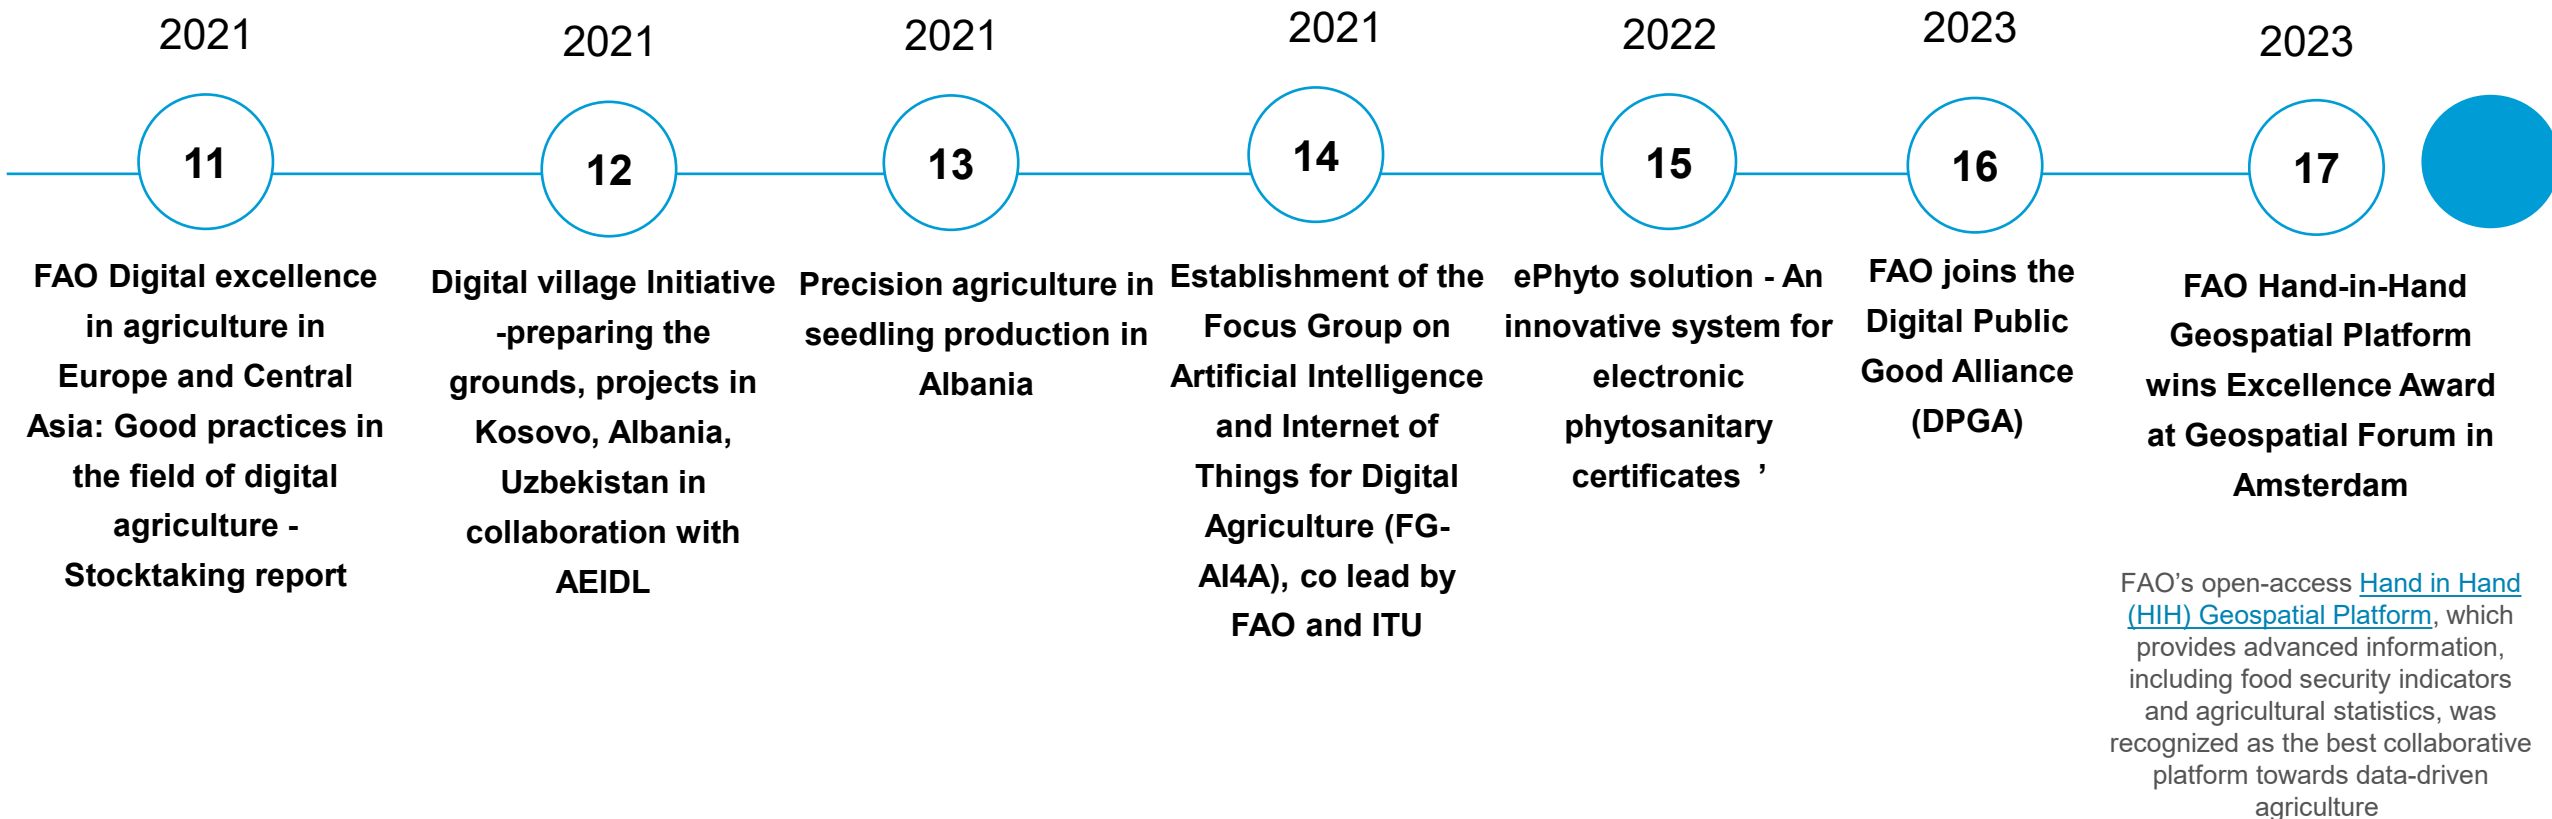 2021
11
FAO Digital excellence
in agriculture in
Europe and Central
Asia: Good practices in
the field of digital
agriculture -
Stocktaking report
2021
12
Digital village Initiative
-preparing the
grounds, projects in
Kosovo, Albania,
Uzbekistan in
collaboration with
AEIDL
2021
13
Precision agriculture in
seedling production in
Albania
2021
14
Establishment of the
Focus Group on
Artificial Intelligence
and Internet of
Things for Digital
Agriculture (FG-
AI4A), co lead by
FAO and ITU
2022
15
ePhyto solution - An
innovative system for
electronic
phytosanitary
certificates ’
2023
16
FAO joins the
Digital Public
Good Alliance
(DPGA)
2023
17
FAO Hand-in-Hand
Geospatial Platform
wins Excellence Award
at Geospatial Forum in
Amsterdam
FAO’s open-access Hand in Hand
(HIH) Geospatial Platform, which
provides advanced information,
including food security indicators
and agricultural statistics, was
recognized as the best collaborative
platform towards data-driven
agriculture